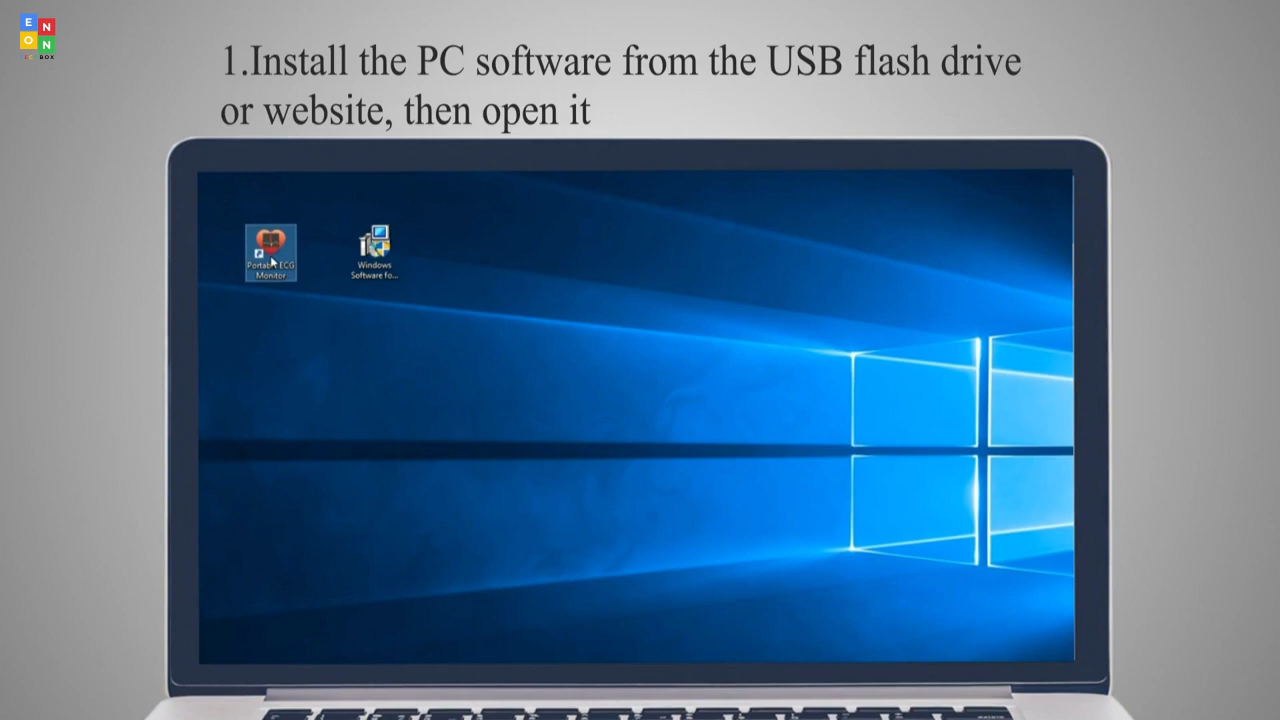 E N
O N
BOX
1.Install the PC software from the USB flash drive
or website, then open it
Portable ECG
Monitor
Windows
Software fo...